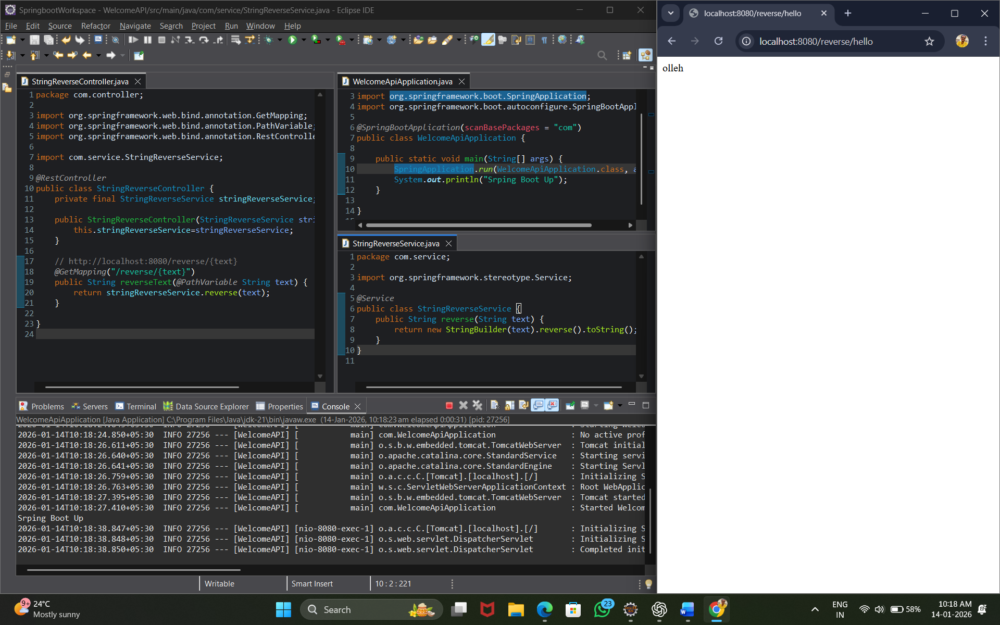 SpringbootWorkspace - WelcomeAPI/src/main/java/com/service/StringReverseService.java - Eclipse IDE
File Edit Source Refactor Navigate Search Project Run Window Help
StringReverseController.java
1 package com.controller;
2
3 import org.springframework.web.bind.annotation.GetMapping;
4 import org.springframework.web.bind.annotation.PathVariable;
5 import org.springframework.web.bind.annotation.RestControlle
6
7 import com.service.StringReverseService;
8
9 @RestController
10 public class StringReverseController {
11 private final StringReverseService stringReverseService;
12
13 public StringReverseController(StringReverseService stri
14 this.stringReverseService=stringReverseService;
15 }
16
17 // http://localhost:8080/reverse/{text}
18 @GetMapping("/reverse/{text}")
19 public String reverseText(@PathVariable String text) {
20 return stringReverseService.reverse(text);
21 }
22
23 }
24
WelcomeApiApplication.java
3 import org.springframework.boot.SpringApplication;
4 import org.springframework.boot.autoconfigure.SpringBootAppl
5
6 @SpringBootApplication(scanBasePackages = "com")
7 public class WelcomeApiApplication {
8
9 public static void main(String[] args) {
10 SpringApplication.run(WelcomeApiApplication.class, a
11 System.out.println("Srping Boot Up");
12 }
13
14 }
StringReverseService.java
1 package com.service;
2
3 import org.springframework.stereotype.Service;
4
5 @Service
6 public class StringReverseService {
7 public String reverse(String text) {
8 return new StringBuilder(text).reverse().toString();
9 }
10 }
11
Problems Servers Terminal Data Source Explorer Properties Console
WelcomeApiApplication [Java Application] C:\Program Files\Java\jdk-21\bin\javaw.exe (14-Jan-2026, 10:18:23 am elapsed 0:00:31) [pid: 27256]
2026-01-14T10:18:24.850+05:30 INFO 27256 --- [WelcomeAPI] [ main] com.WelcomeApiApplication : No active prof
2026-01-14T10:18:26.611+05:30 INFO 27256 --- [WelcomeAPI] [ main] o.s.b.w.embedded.tomcat.TomcatWebServer : Tomcat initial
2026-01-14T10:18:26.640+05:30 INFO 27256 --- [WelcomeAPI] [ main] o.apache.catalina.core.StandardService : Starting servi
2026-01-14T10:18:26.641+05:30 INFO 27256 --- [WelcomeAPI] [ main] o.apache.catalina.core.StandardEngine : Starting Servl
2026-01-14T10:18:26.759+05:30 INFO 27256 --- [WelcomeAPI] [ main] o.a.c.c.C.[Tomcat].[localhost].[/] : Initializing S
2026-01-14T10:18:26.763+05:30 INFO 27256 --- [WelcomeAPI] [ main] w.s.c.ServletWebServerApplicationContext : Root WebApplic
2026-01-14T10:18:27.395+05:30 INFO 27256 --- [WelcomeAPI] [ main] o.s.b.w.embedded.tomcat.TomcatWebServer : Tomcat started
2026-01-14T10:18:27.410+05:30 INFO 27256 --- [WelcomeAPI] [ main] com.WelcomeApiApplication : Started Welcom
Srping Boot Up
2026-01-14T10:18:38.847+05:30 INFO 27256 --- [WelcomeAPI] [nio-8080-exec-1] o.a.c.c.C.[Tomcat].[localhost].[/] : Initializing S
2026-01-14T10:18:38.848+05:30 INFO 27256 --- [WelcomeAPI] [nio-8080-exec-1] o.s.web.servlet.DispatcherServlet : Initializing S
2026-01-14T10:18:38.850+05:30 INFO 27256 --- [WelcomeAPI] [nio-8080-exec-1] o.s.web.servlet.DispatcherServlet : Completed init
Writable Smart Insert 10 : 2 : 221
localhost:8080/reverse/hello
localhost:8080/reverse/hello
olleh
9+ 24°C
Mostly sunny
Search
23
ENG
IN
58%
10:18 AM
14-01-2026